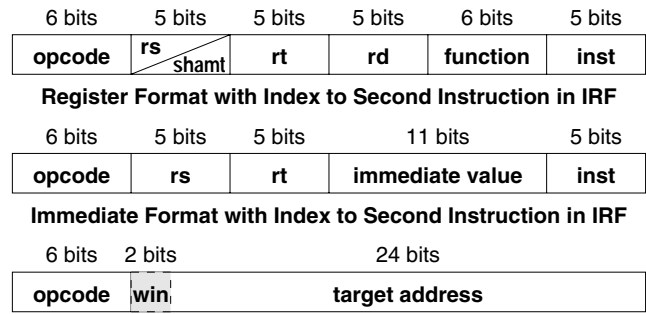 6 bits 5 bits 5 bits 5 bits 6 bits 5 bits
opcode rs shamt rt rd function inst
Register Format with Index to Second Instruction in IRF
6 bits 5 bits 5 bits 11 bits 5 bits
opcode rs rt immediate value inst
Immediate Format with Index to Second Instruction in IRF
6 bits 2 bits 24 bits
opcode win target address